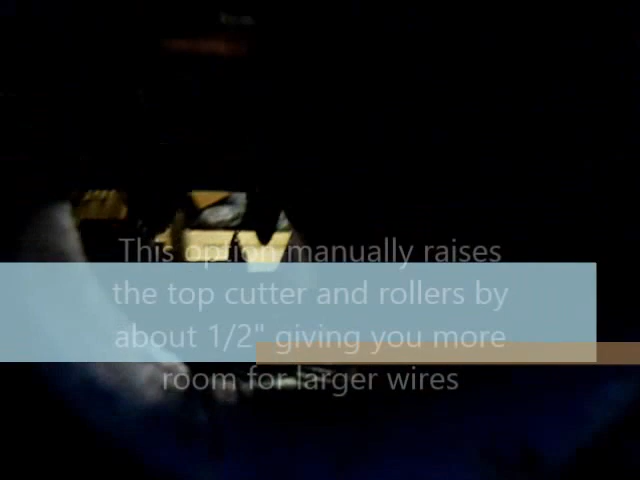 This option manually raises
the top cutter and rollers by
about 1/2" giving you more
room for larger wires